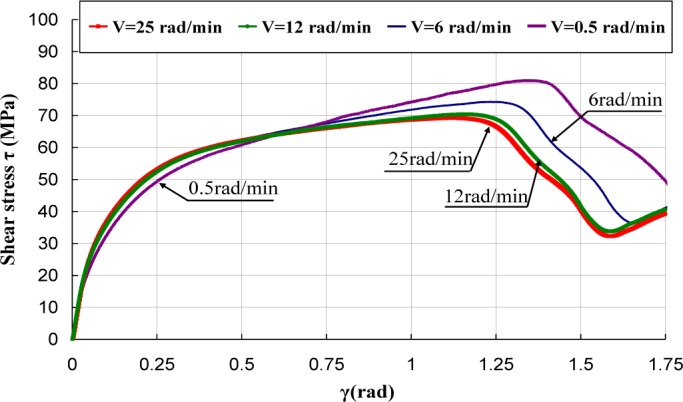 V=25 rad/min V=12 rad/min V=6 rad/min V=0.5 rad/min
Shear stress τ (MPa)
100
90
80
70
60
50
40
30
20
10
0
6rad/min
25rad/min
0.5rad/min
12rad/min
0 0.25 0.5 0.75 1 1.25 1.5 1.75
γ(rad)